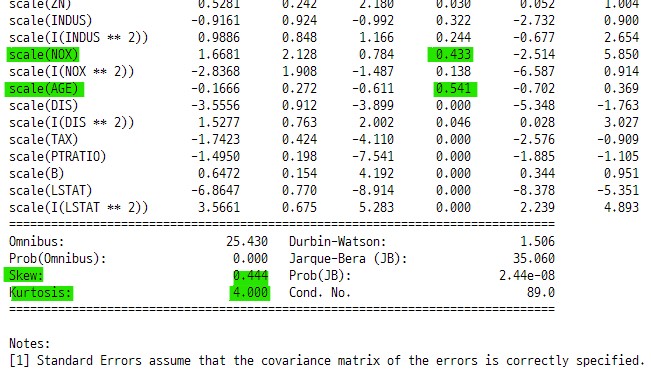 scale(ZN) 0.5281 0.242 2.180 0.030 0.052 1.004
scale(INDUS) -0.9161 0.924 -0.992 0.322 -2.732 0.900
scale(I(INDUS ** 2)) 0.9886 0.848 1.166 0.244 -0.677 2.654
scale(NOX) 1.6681 2.128 0.784 0.433 -2.514 5.850
scale(I(NOX ** 2)) -2.8368 1.908 -1.487 0.138 -6.587 0.914
scale(AGE) -0.1666 0.272 -0.611 0.541 -0.702 0.369
scale(DIS) -3.5556 0.912 -3.899 0.000 -5.348 -1.763
scale(I(DIS ** 2)) 1.5277 0.763 2.002 0.046 0.028 3.027
scale(TAX) -1.7423 0.424 -4.110 0.000 -2.576 -0.909
scale(PTRATIO) -1.4950 0.198 -7.541 0.000 -1.885 -1.105
scale(B) 0.6472 0.154 4.192 0.000 0.344 0.951
scale(LSTAT) -6.8647 0.770 -8.914 0.000 -8.378 -5.351
scale(I(LSTAT ** 2)) 3.5661 0.675 5.283 0.000 2.239 4.893
==============================================================================
Omnibus: 25.430 Durbin-Watson: 1.506
Prob(Omnibus): 0.000 Jarque-Bera (JB): 35.060
Skew: 0.444 Prob(JB): 2.44e-08
Kurtosis: 4.000 Cond. No. 89.0
==============================================================================
Notes:
[1] Standard Errors assume that the covariance matrix of the errors is correctly specified.